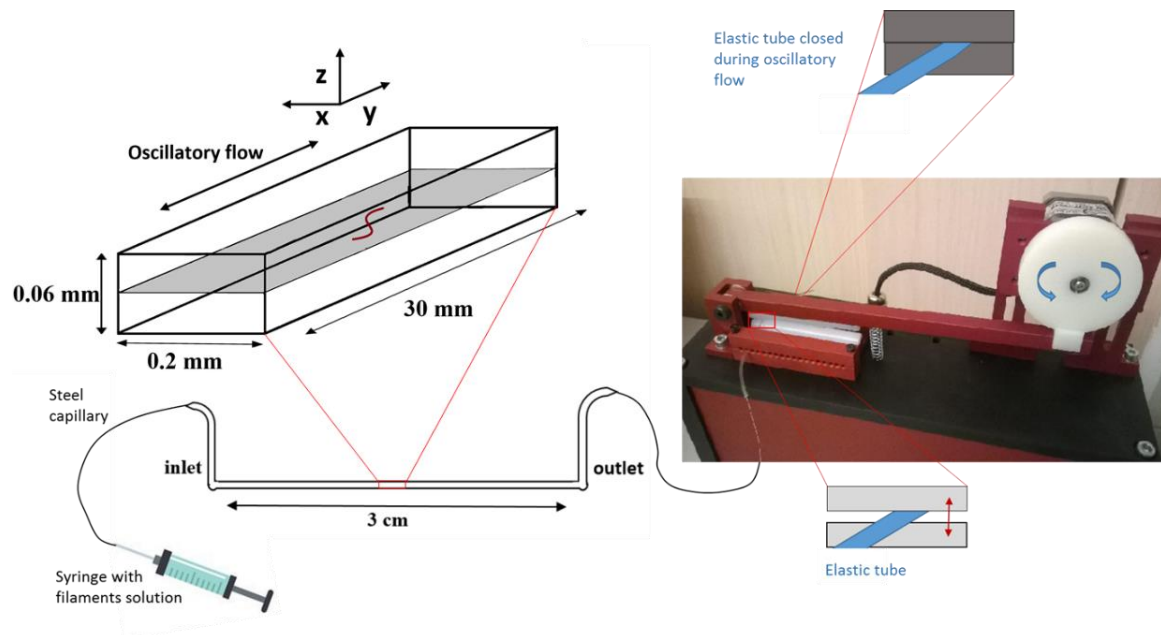 Elastic tube closed
during oscillatory
flow
z
x
y
Oscillatory flow
0.06 mm
30 mm
0.2 mm
Steel
capillary
inlet
outlet
3 cm
Syringe with
filaments solution
Elastic tube